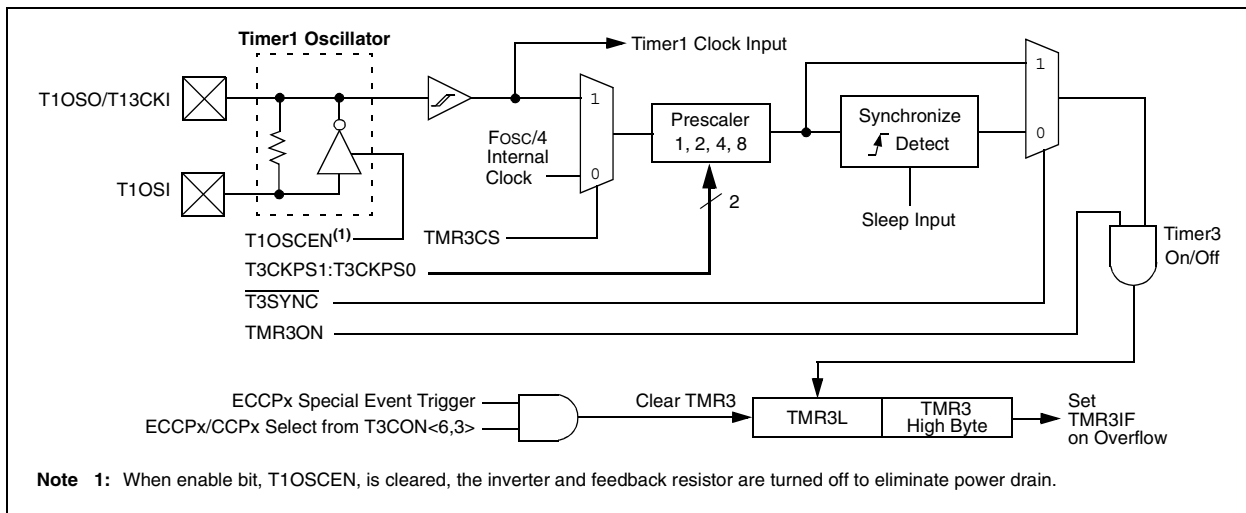 Timer1 Oscillator
Timer1 Clock Input
T1OSO/T13CKI
1
1
Prescaler
1, 2, 4, 8
Synchronize
Detect
0
FOSC/4
Internal
Clock
0
T1OSI
2
Sleep Input
T1OSCEN(1)
TMR3CS
Timer3
On/Off
T3CKPS1:T3CKPS0
T3SYNC
TMR3ON
ECCPx Special Event Trigger
ECCPx/CCPx Select from T3CON<6,3>
Clear TMR3
TMR3L
TMR3
High Byte
Set
TMR3IF
on Overflow
Note 1: When enable bit, T1OSCEN, is cleared, the inverter and feedback resistor are turned off to eliminate power drain.